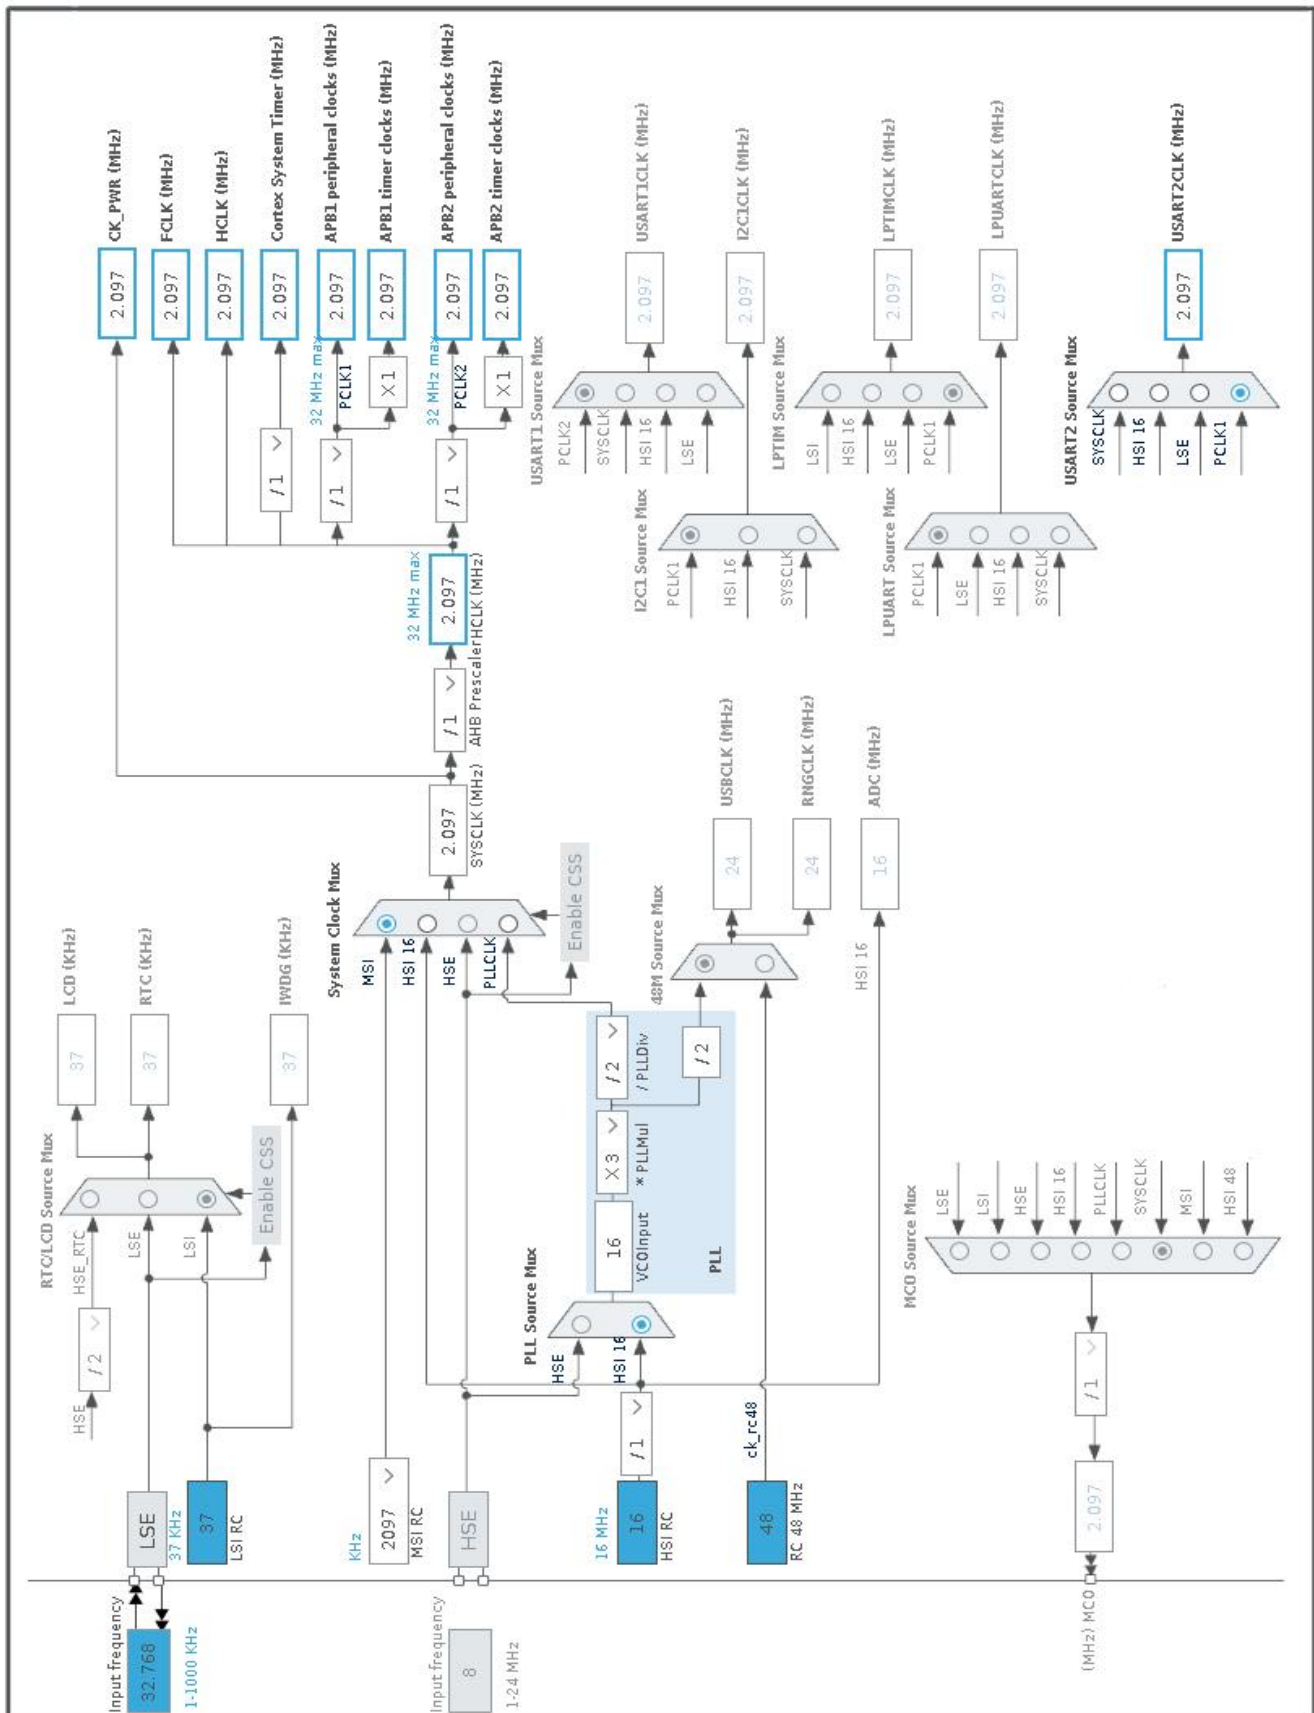 Input frequency
32.768
1-1000 KHz
LSE
37 KHz
37
LSI RC
HSE
/ 2
HSE_RTC
LSE
LSI
RTC/LCD Source Mux
Enable CSS
37
LCD (KHz)
37
RTC (KHz)
37
IWDG (KHz)
Input frequency
8
1-24 MHz
KHz
2097
MSI RC
HSE
16 MHz
16
HSI RC
/ 1
48
RC 48 MHz
ck_rc48
PLL Source Mux
HSE
HSI 16
16
VCOInput
X 3
* PLLMul
/ 2
/ PLLDiv
/ 2
PLL
System Clock Mux
MSI
HSI 16
HSE
PLLCLK
Enable CSS
2.097
SYSCLK (MHz)
/ 1
AHB Prescaler
32 MHz max
2.097
HCLK (MHz)
2.097
CK_PWR (MHz)
2.097
FCLK (MHz)
2.097
HCLK (MHz)
/ 1
2.097
Cortex System Timer (MHz)
/ 1
32 MHz max
PCLK1
2.097
APB1 peripheral clocks (MHz)
X 1
2.097
APB1 timer clocks (MHz)
/ 1
32 MHz max
PCLK2
2.097
APB2 peripheral clocks (MHz)
X 1
2.097
APB2 timer clocks (MHz)
48M Source Mux
24
USBCLK (MHz)
24
RNGCLK (MHz)
HSI 16
16
ADC (MHz)
USART1 Source Mux
PCLK2
SYSCLK
HSI 16
LSE
2.097
USART1CLK (MHz)
I2C1 Source Mux
PCLK1
HSI 16
SYSCLK
2.097
I2C1CLK (MHz)
LPTIM Source Mux
LSI
HSI 16
LSE
PCLK1
2.097
LPTIMCLK (MHz)
LPUART Source Mux
PCLK1
LSE
HSI 16
SYSCLK
2.097
LPUARTCLK (MHz)
USART2 Source Mux
SYSCLK
HSI 16
LSE
PCLK1
2.097
USART2CLK (MHz)
(MHz) MCO
2.097
/ 1
MCO Source Mux
LSE
LSI
HSE
HSI 16
PLLCLK
SYSCLK
MSI
HSI 48